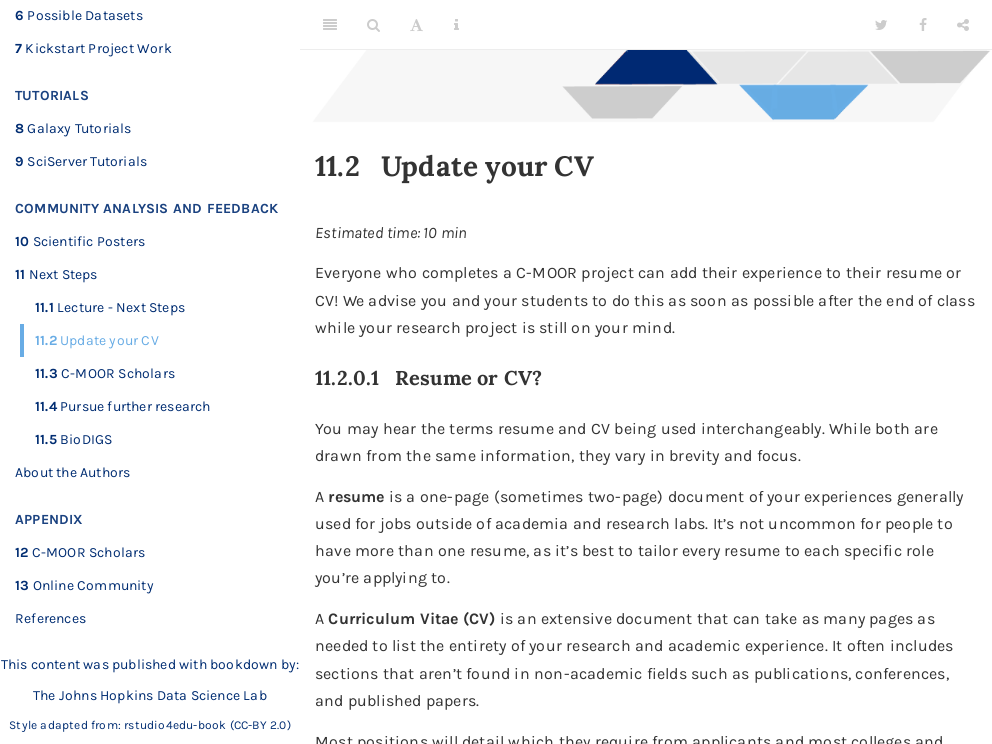 6 Possible Datasets
7 Kickstart Project Work
TUTORIALS
8 Galaxy Tutorials
9 SciServer Tutorials
COMMUNITY ANALYSIS AND FEEDBACK
10 Scientific Posters
11 Next Steps
11.1 Lecture - Next Steps
11.2 Update your CV
11.3 C-MOOR Scholars
11.4 Pursue further research
11.5 BioDIGS
About the Authors
APPENDIX
12 C-MOOR Scholars
13 Online Community
References
This content was published with bookdown by:
The Johns Hopkins Data Science Lab
Style adapted from: rstudio4edu-book (CC-BY 2.0)
11.2 Update your CV
Estimated time: 10 min
Everyone who completes a C-MOOR project can add their experience to their resume or
CV! We advise you and your students to do this as soon as possible after the end of class
while your research project is still on your mind.
11.2.0.1 Resume or CV?
You may hear the terms resume and CV being used interchangeably. While both are
drawn from the same information, they vary in brevity and focus.
A resume is a one-page (sometimes two-page) document of your experiences generally
used for jobs outside of academia and research labs. It’s not uncommon for people to
have more than one resume, as it’s best to tailor every resume to each specific role
you’re applying to.
A Curriculum Vitae (CV) is an extensive document that can take as many pages as
needed to list the entirety of your research and academic experience. It often includes
sections that aren’t found in non-academic fields such as publications, conferences,
and published papers.
Most positions will detail which they require from applicants and most colleges and